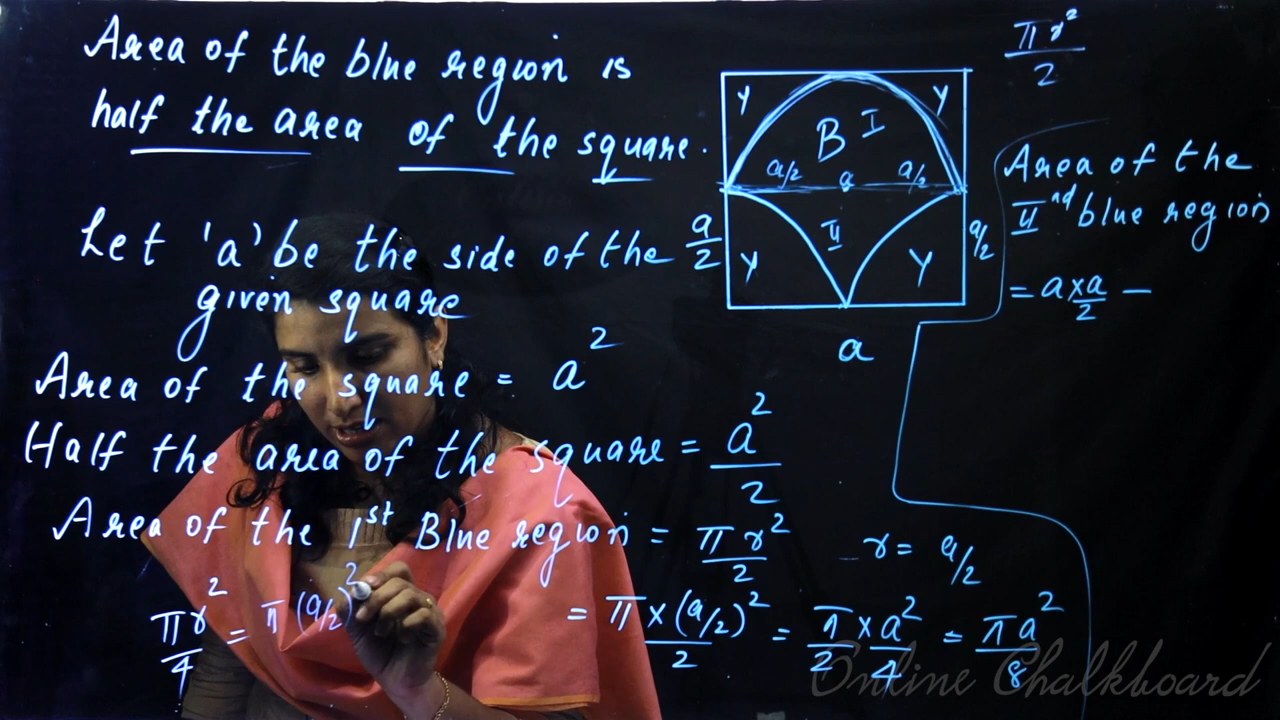 Area of the blue region is
half the area of the square.
Let 'a' be the side of the
given square
Area of the square = a²
Half the area of the square = a²/2
Area of the 1st Blue region = πr²/2 r = a/2
= π×(a/2)²/2 = π/2 × a²/4 = πa²/8
πr²/4 = π(a/2)²
Y Y
B I
a/2 a a/2
a/2 II a/2
Y Y
a
πr²/2
Area of the
IInd blue region
= a×a/2 −
Online Chalkboard